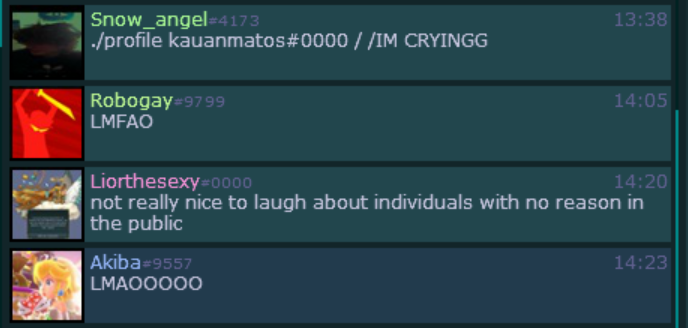 Snow_angel#4173 13:38
./profile kauanmatos#0000 / /IM CRYINGG
Robogay#9799 14:05
LMFAO
Liorthesexy#0000 14:20
not really nice to laugh about individuals with no reason in
the public
Akiba#9557 14:23
LMAOOOOO